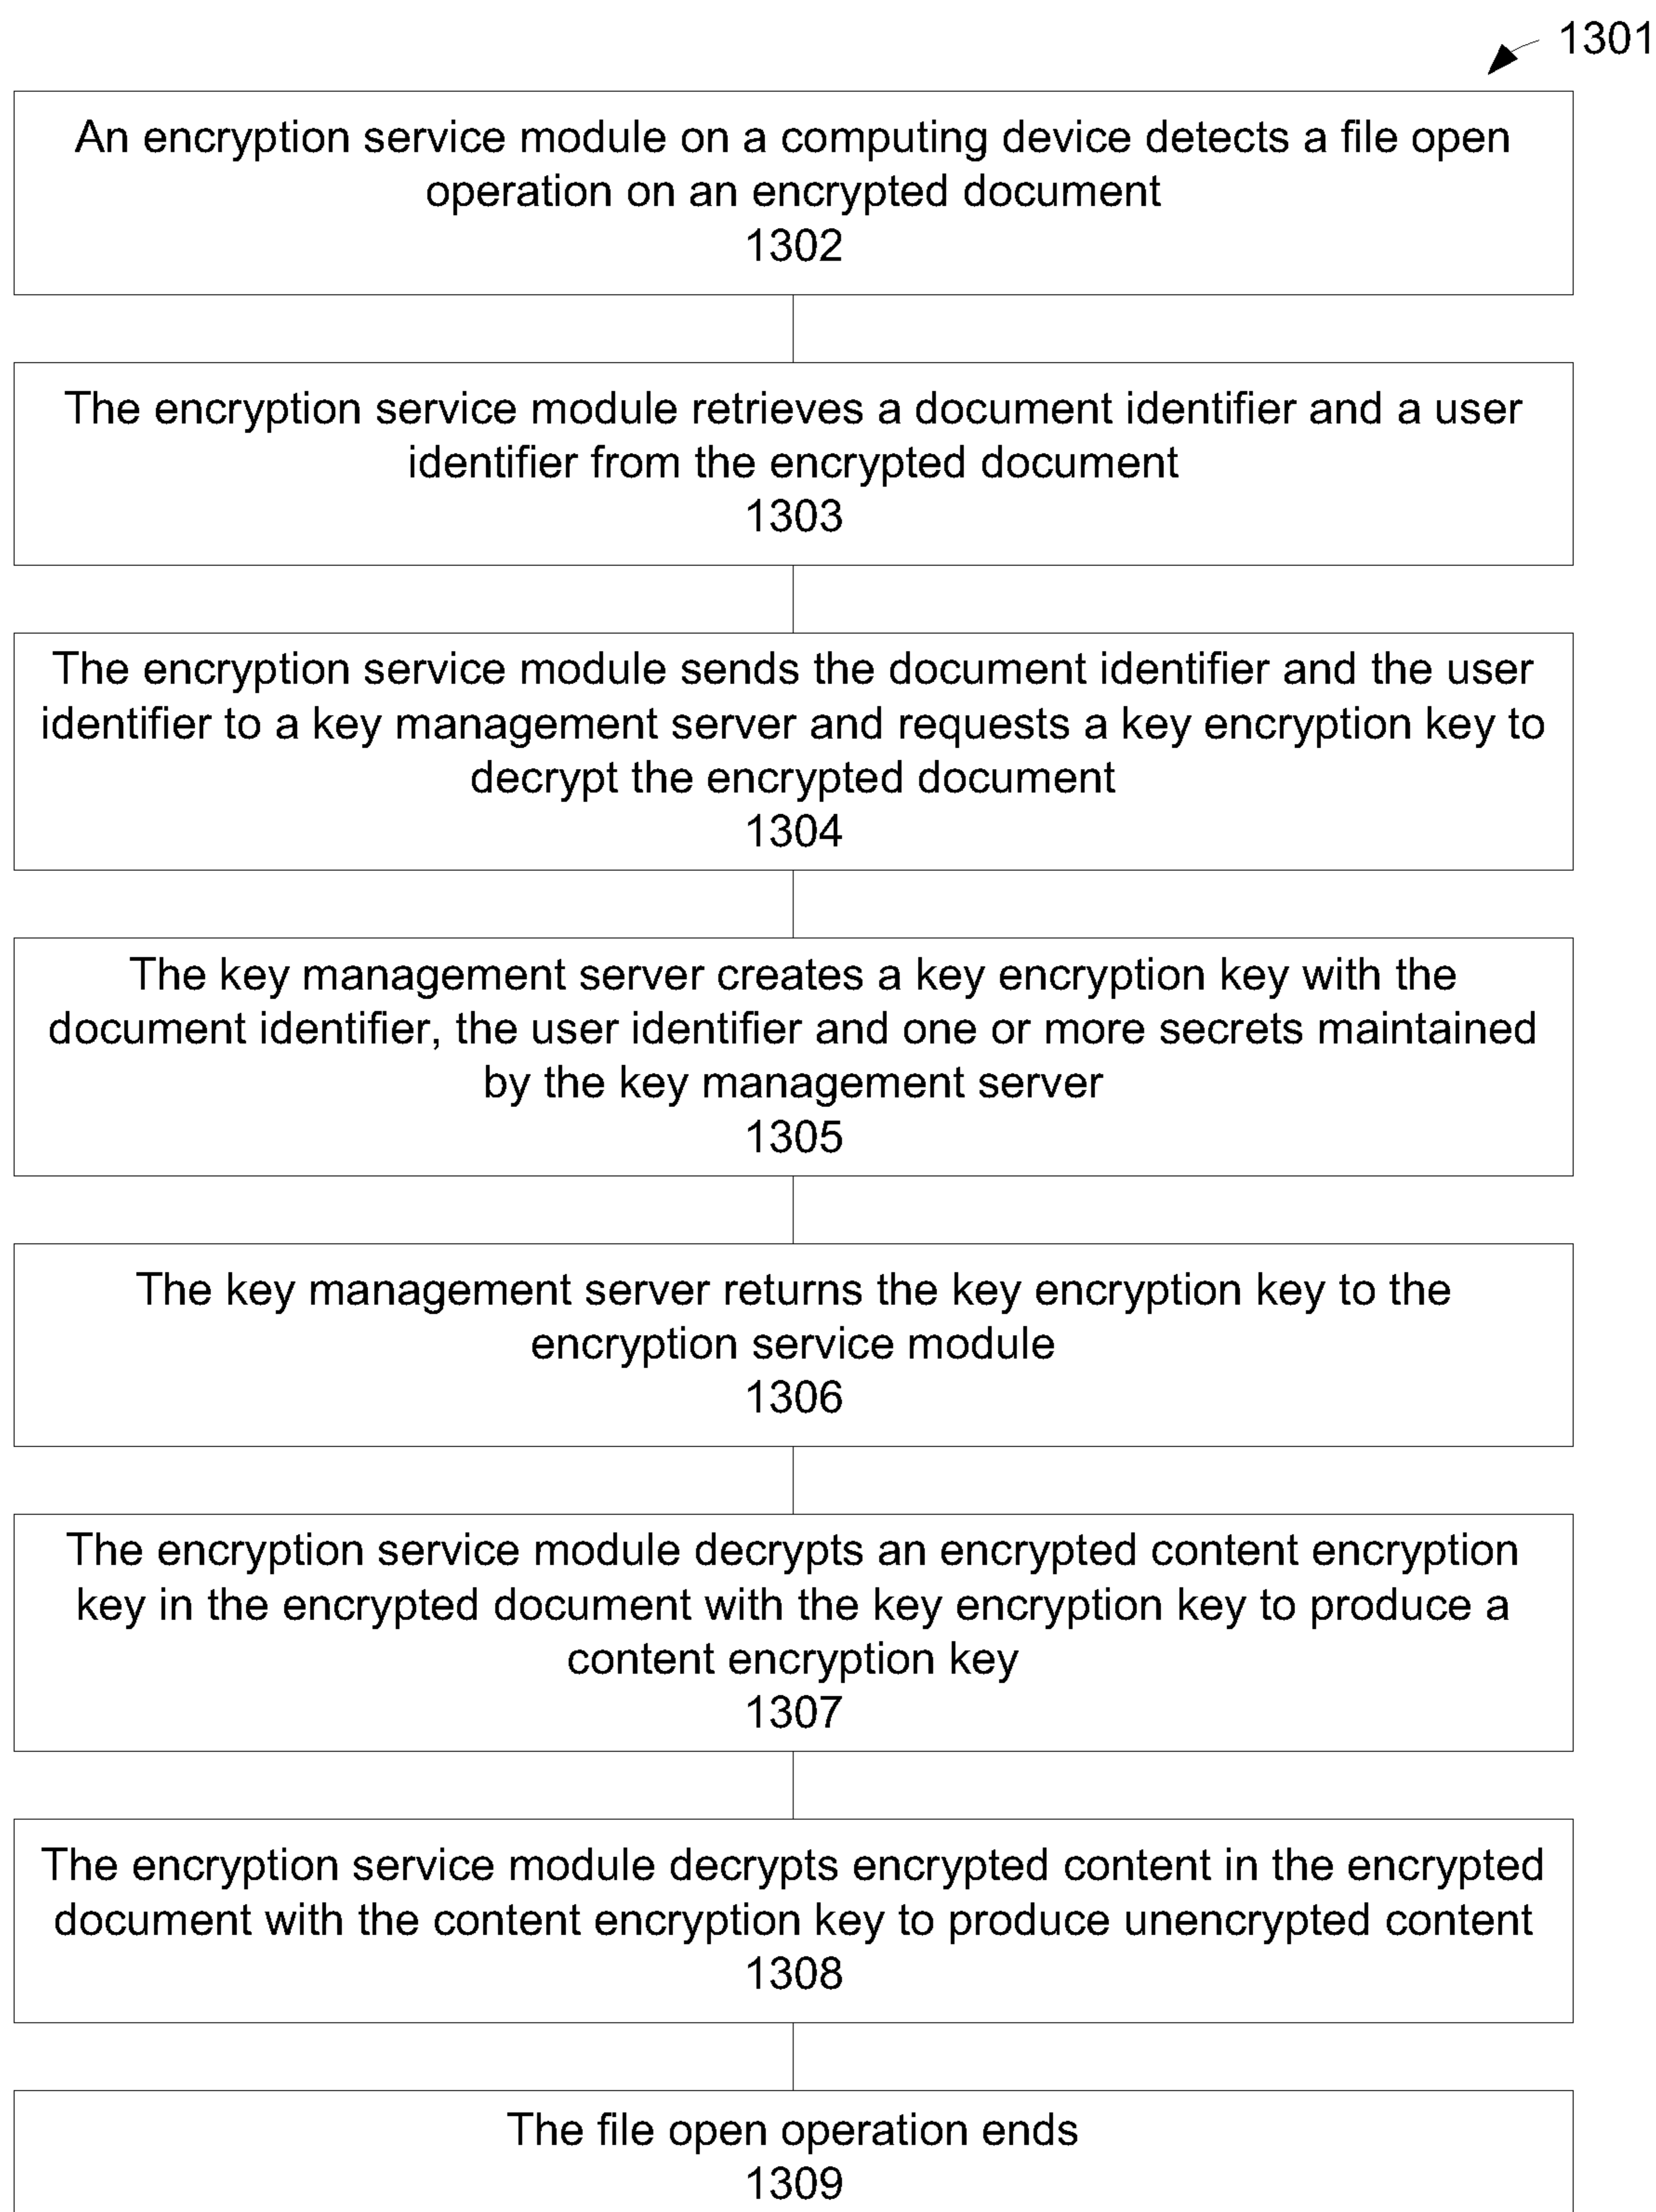 1301
An encryption service module on a computing device detects a file open
operation on an encrypted document
1302
The encryption service module retrieves a document identifier and a user
identifier from the encrypted document
1303
The encryption service module sends the document identifier and the user
identifier to a key management server and requests a key encryption key to
decrypt the encrypted document
1304
The key management server creates a key encryption key with the
document identifier, the user identifier and one or more secrets maintained
by the key management server
1305
The key management server returns the key encryption key to the
encryption service module
1306
The encryption service module decrypts an encrypted content encryption
key in the encrypted document with the key encryption key to produce a
content encryption key
1307
The encryption service module decrypts encrypted content in the encrypted
document with the content encryption key to produce unencrypted content
1308
The file open operation ends
1309